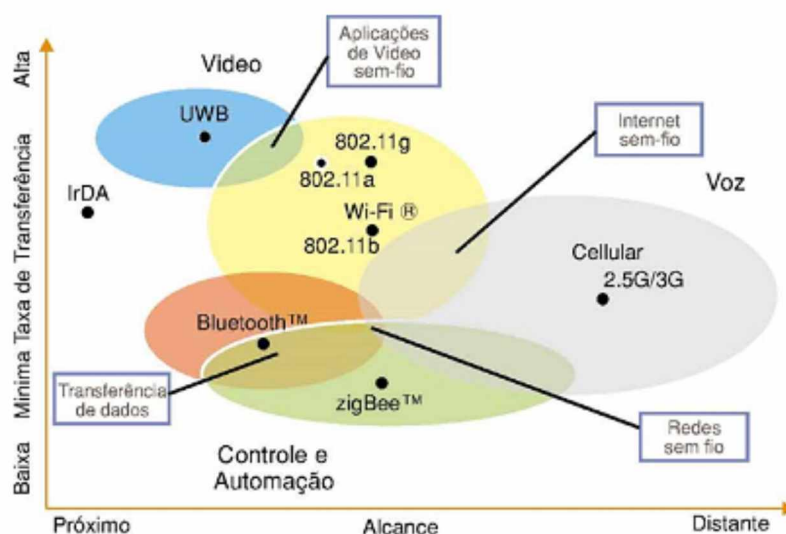 Aplicações
de Video
sem-fio
Video
UWB
Internet
sem-fio
802.11g
802.11a
IrDA
Voz
Wi-Fi ®
802.11b
Cellular
2.5G/3G
Bluetooth™
Transferência
de dados
zigBee™
Redes
sem fio
Controle e
Automação
Alta
Minima Taxa de Transferência
Baixa
Próximo
Alcance
Distante